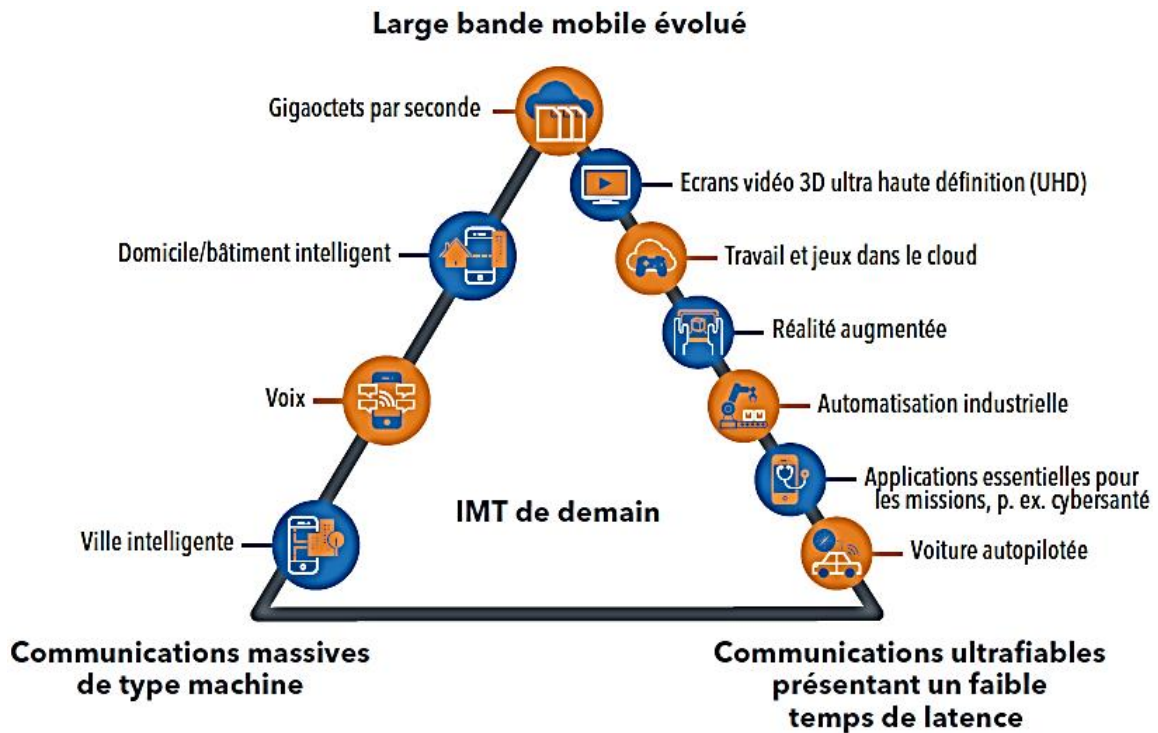 Large bande mobile évolué
Gigaoctets par seconde
Ecrans vidéo 3D ultra haute définition (UHD)
Domicile/bâtiment intelligent
Travail et jeux dans le cloud
Réalité augmentée
Voix
Automatisation industrielle
Applications essentielles pour
les missions, p. ex. cybersanté
IMT de demain
Ville intelligente
Voiture autopilotée
Communications massives
de type machine
Communications ultrafiables
présentant un faible
temps de latence